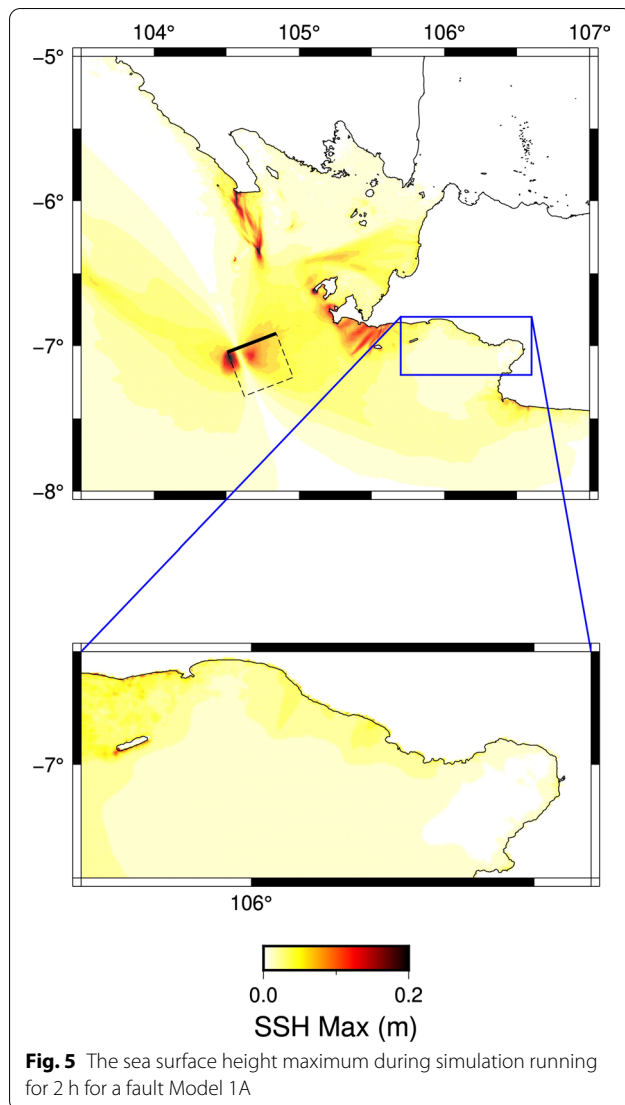 104° 105° 106° 107°
−5°
−6°
−7°
−8°
−7°
106°
0.0 0.2
SSH Max (m)
Fig. 5 The sea surface height maximum during simulation running
for 2 h for a fault Model 1A